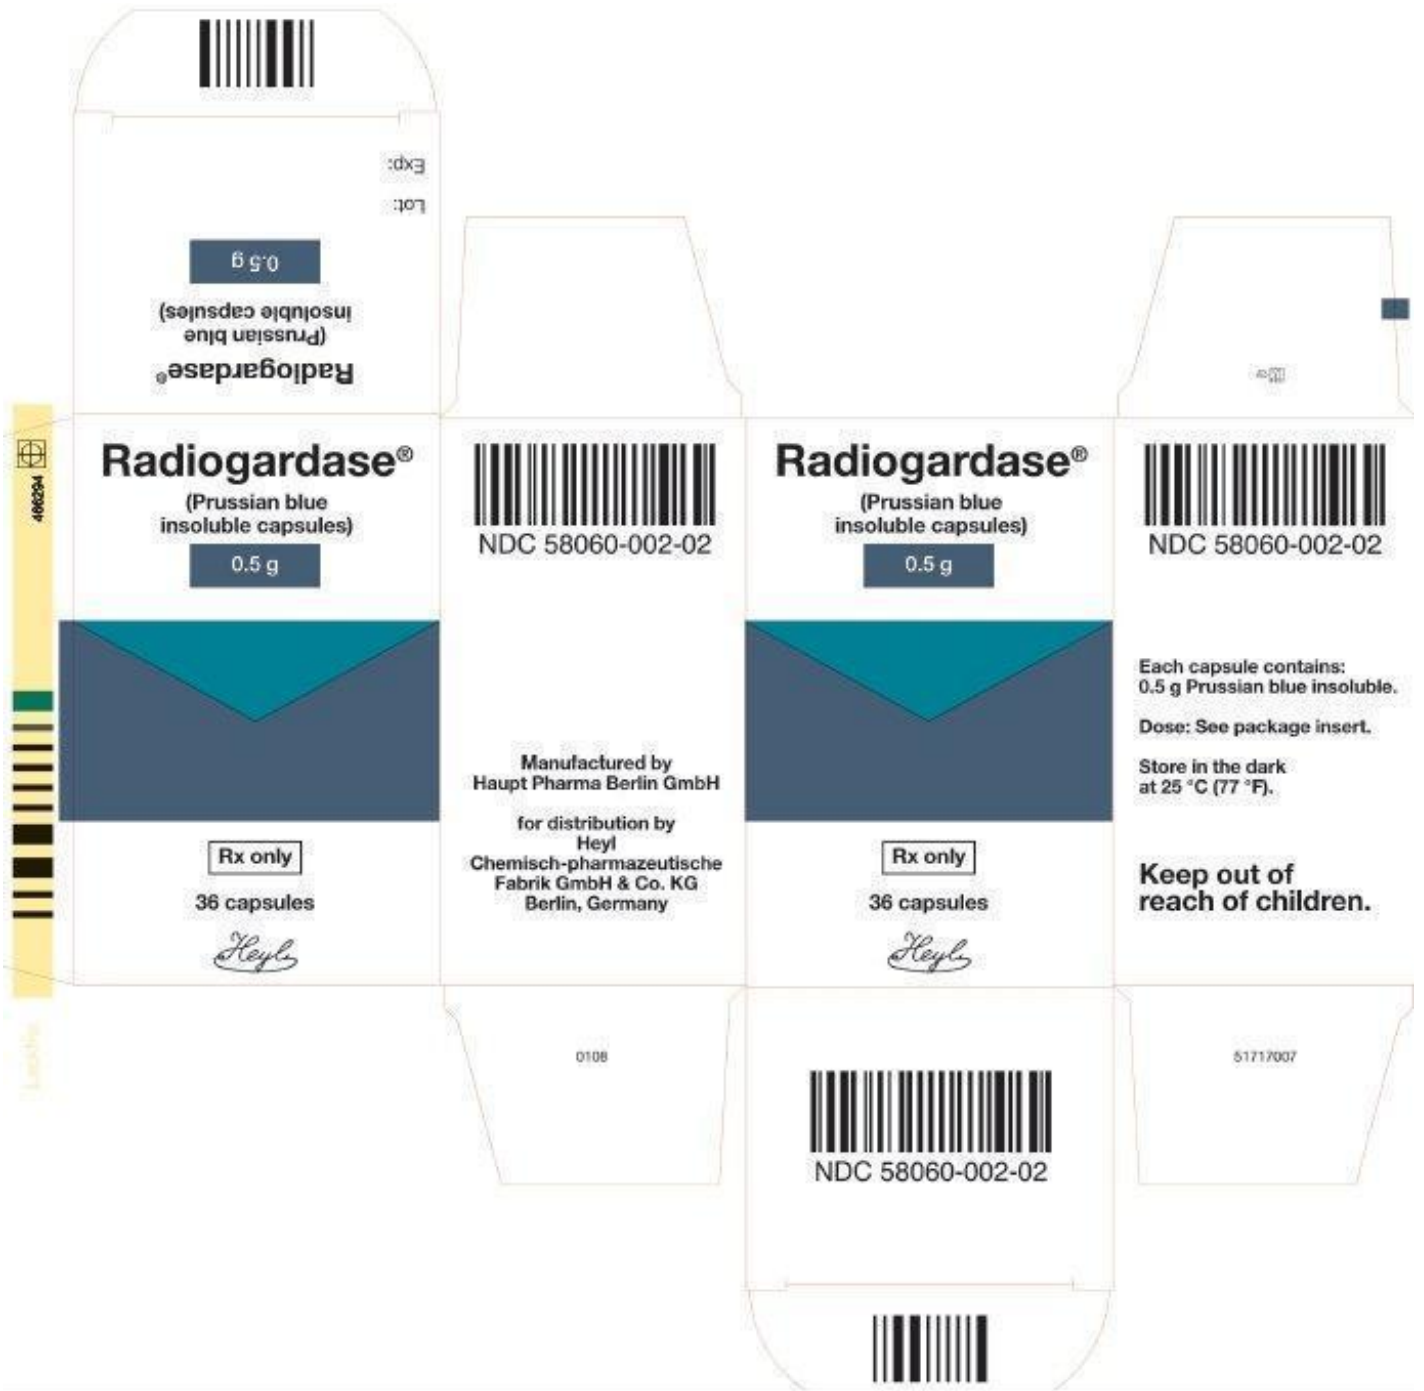 Exp:
Lot:
0.5 g
(Prussian blue
insoluble capsules)
Radiogardase®
466294
Radiogardase®
(Prussian blue
insoluble capsules)
0.5 g
Rx only
36 capsules
Heyl
NDC 58060-002-02
Manufactured by
Haupt Pharma Berlin GmbH
for distribution by
Heyl
Chemisch-pharmazeutische
Fabrik GmbH & Co. KG
Berlin, Germany
0108
Radiogardase®
(Prussian blue
insoluble capsules)
0.5 g
Rx only
36 capsules
Heyl
NDC 58060-002-02
NDC 58060-002-02
Each capsule contains:
0.5 g Prussian blue insoluble.
Dose: See package insert.
Store in the dark
at 25 °C (77 °F).
Keep out of
reach of children.
51717007